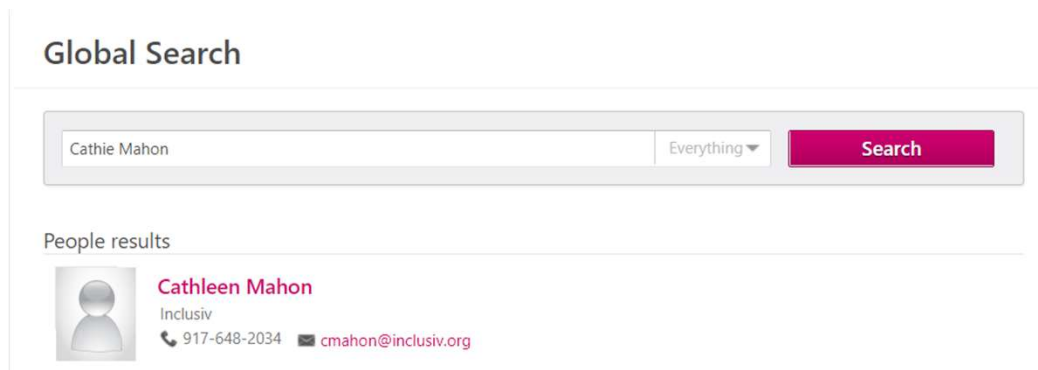 Global Search
Cathie Mahon
Everything
Search
People results
Cathleen Mahon
Inclusiv
917-648-2034 cmahon@inclusiv.org